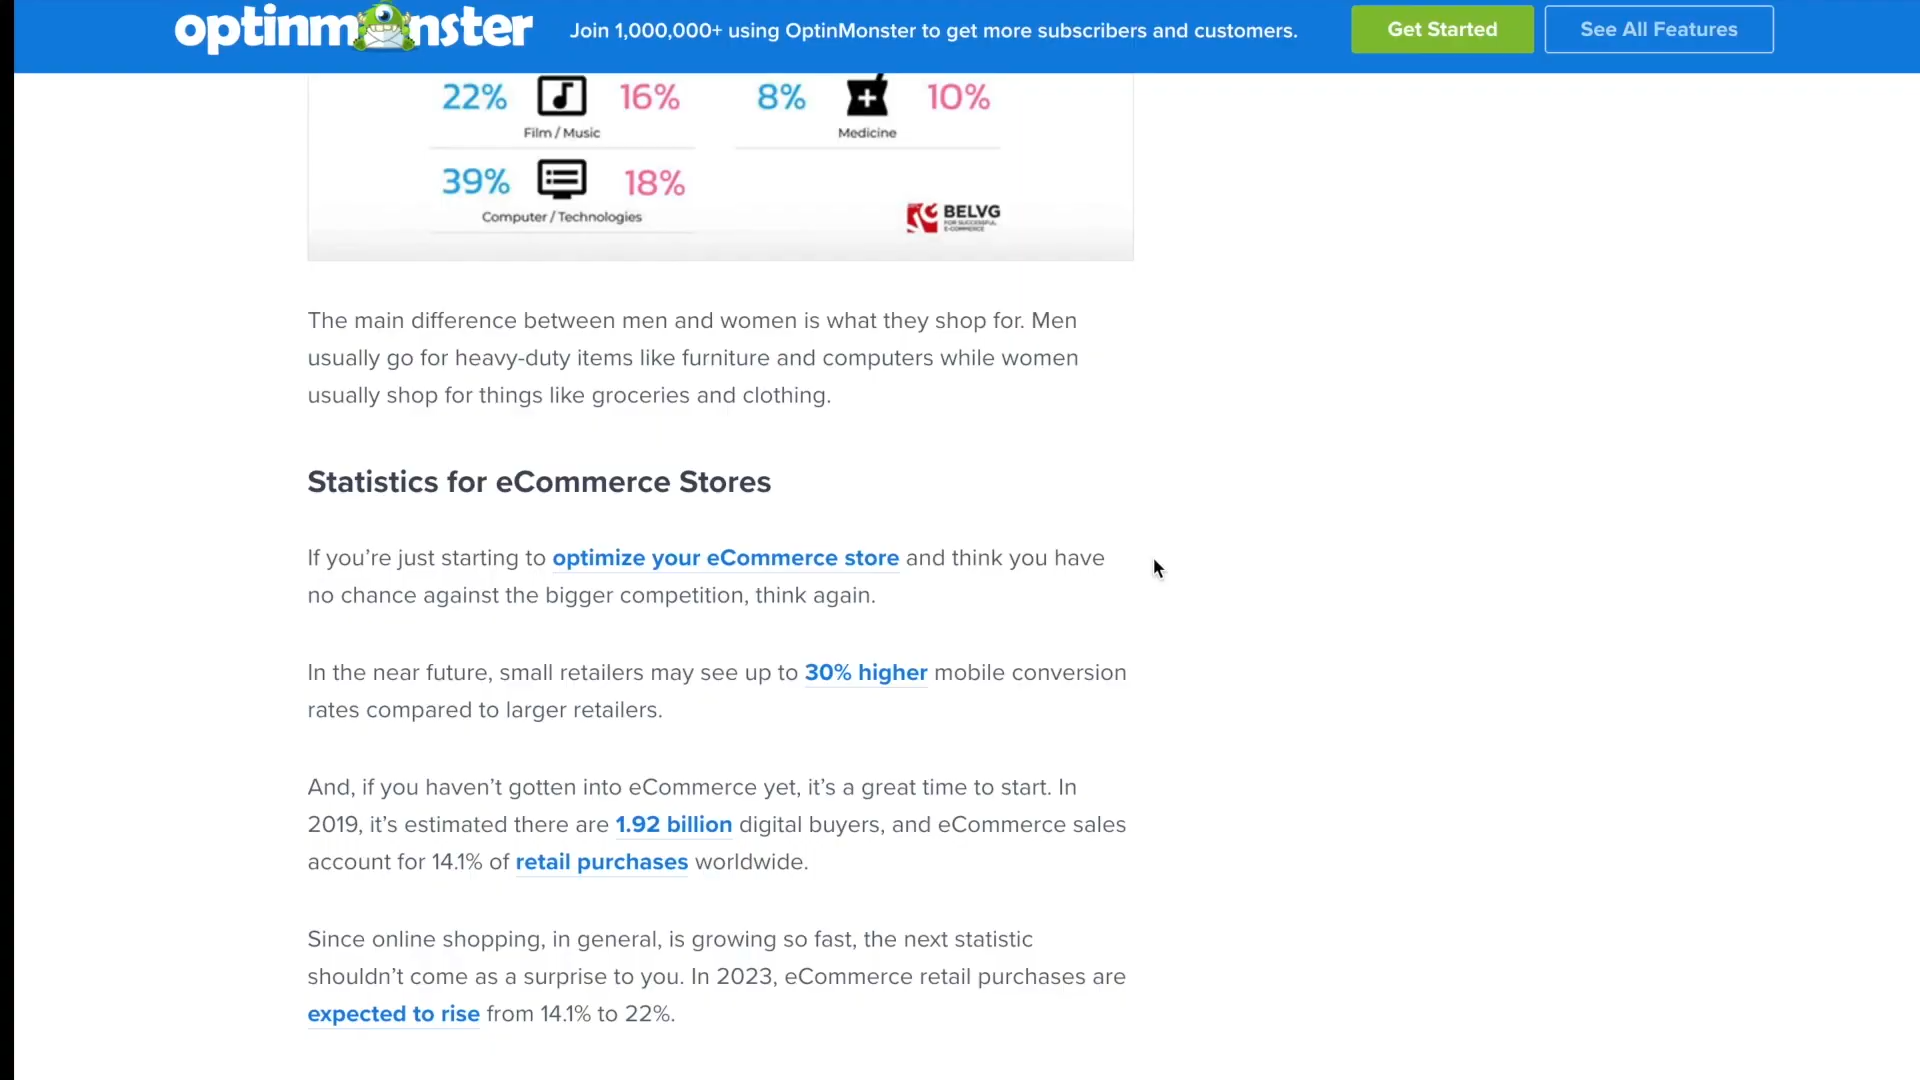 optinmonster
Join 1,000,000+ using OptinMonster to get more subscribers and customers.
Get Started
See All Features
22% 16%
Film / Music
8% 10%
Medicine
39% 18%
Computer / Technologies
BELVG
FOR SUCCESSFUL
E-COMMERCE
The main difference between men and women is what they shop for. Men
usually go for heavy-duty items like furniture and computers while women
usually shop for things like groceries and clothing.
Statistics for eCommerce Stores
If you’re just starting to optimize your eCommerce store and think you have
no chance against the bigger competition, think again.
In the near future, small retailers may see up to 30% higher mobile conversion
rates compared to larger retailers.
And, if you haven’t gotten into eCommerce yet, it’s a great time to start. In
2019, it’s estimated there are 1.92 billion digital buyers, and eCommerce sales
account for 14.1% of retail purchases worldwide.
Since online shopping, in general, is growing so fast, the next statistic
shouldn’t come as a surprise to you. In 2023, eCommerce retail purchases are
expected to rise from 14.1% to 22%.